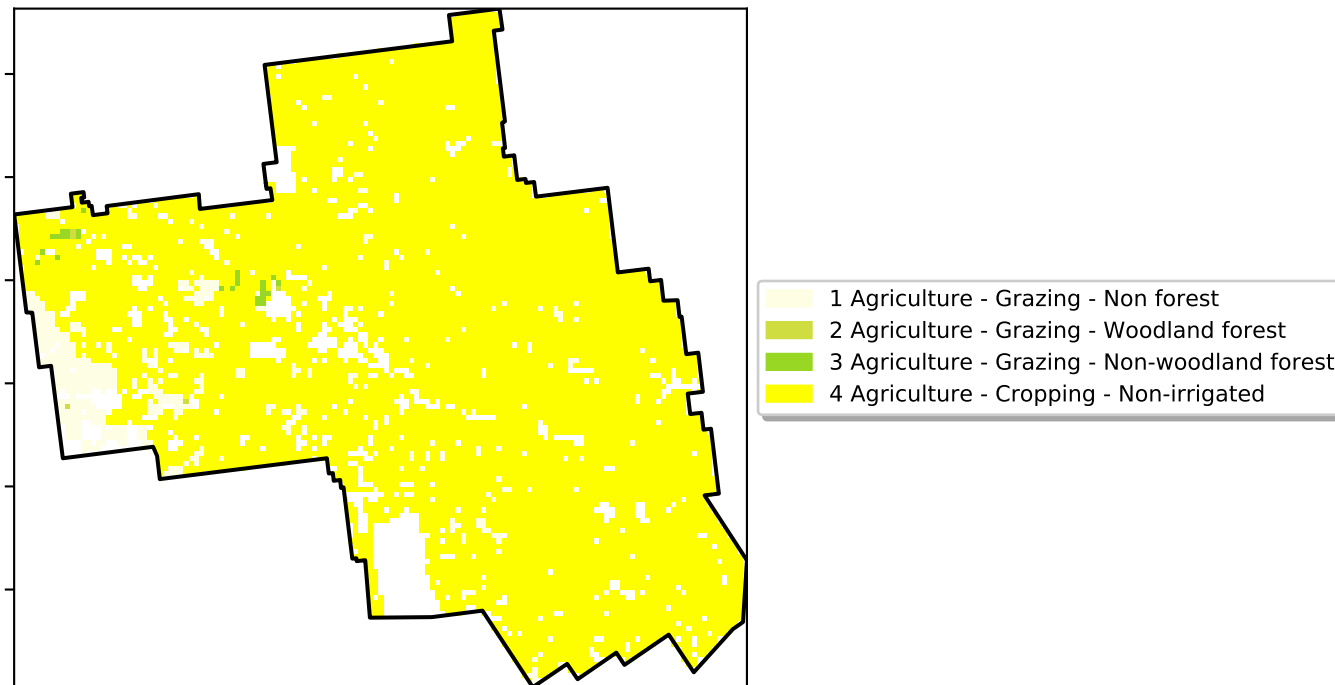 1 Agriculture - Grazing - Non forest
2 Agriculture - Grazing - Woodland forest
3 Agriculture - Grazing - Non-woodland forest
4 Agriculture - Cropping - Non-irrigated